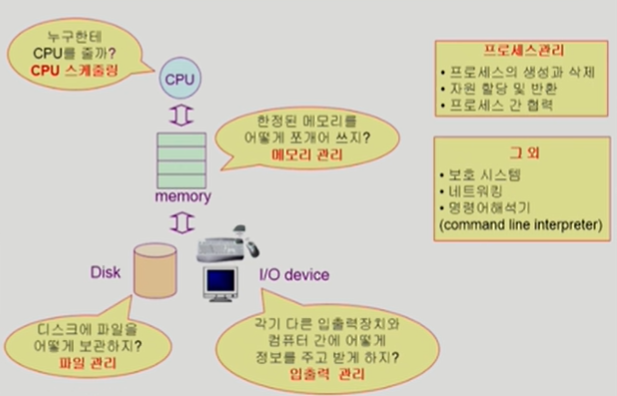 누구한테
CPU를 줄까?
CPU 스케줄링
CPU
한정된 메모리를
어떻게 쪼개어 쓰지?
메모리 관리
memory
Disk
I/O device
디스크에 파일을
어떻게 보관하지?
파일 관리
각기 다른 입출력장치와
컴퓨터 간에 어떻게
정보를 주고 받게 하지?
입출력 관리
프로세스관리
• 프로세스의 생성과 삭제
• 자원 할당 및 반환
• 프로세스 간 협력
그 외
• 보호 시스템
• 네트워킹
• 명령어해석기
(command line interpreter)